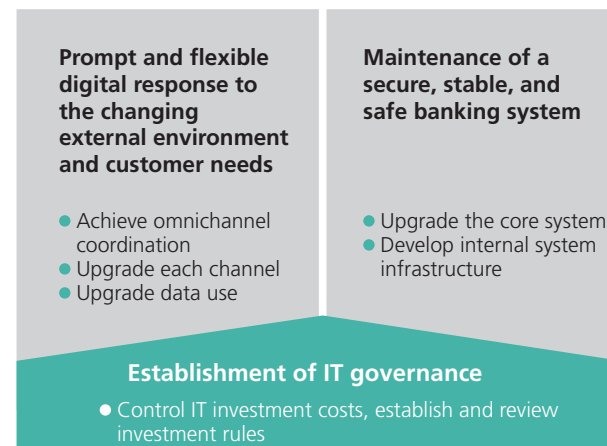 Prompt and flexible
digital response to
the changing
external environment
and customer needs
● Achieve omnichannel
coordination
● Upgrade each channel
● Upgrade data use
Maintenance of a
secure, stable, and
safe banking system
● Upgrade the core system
● Develop internal system
infrastructure
Establishment of IT governance
● Control IT investment costs, establish and review
investment rules